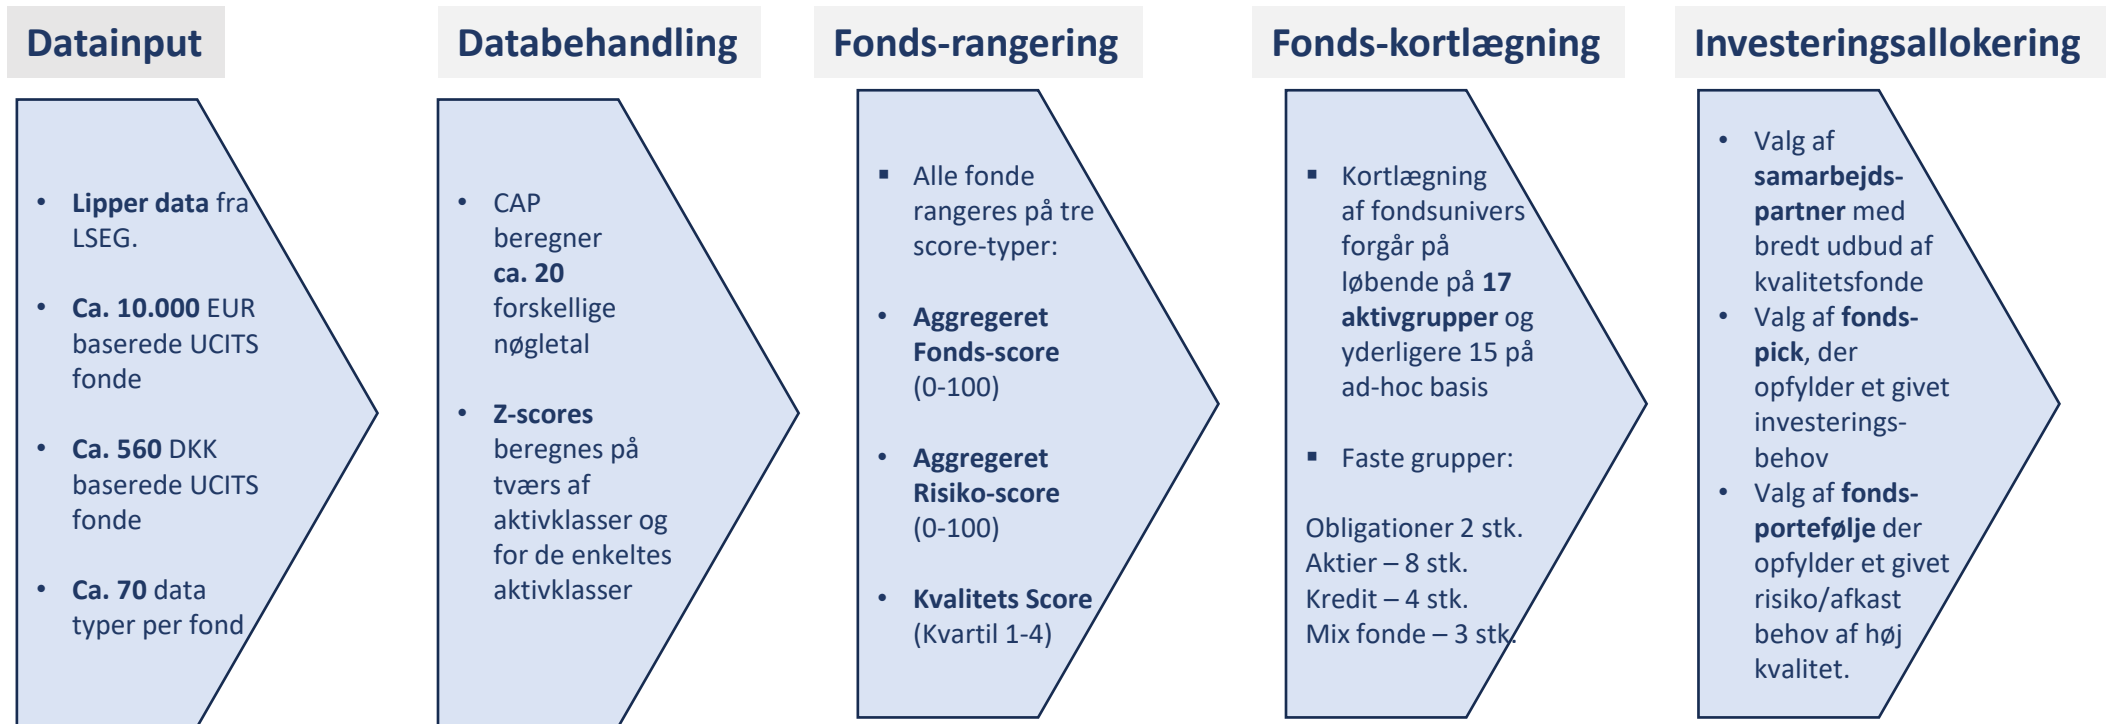 Datainput
• Lipper data fra
LSEG.
• Ca. 10.000 EUR
baserede UCITS
fonde
• Ca. 560 DKK
baserede UCITS
fonde
• Ca. 70 data
typer per fond
Databehandling
• CAP
beregner
ca. 20
forskellige
nøgletal
• Z-scores
beregnes på
tværs af
aktivklasser og
for de enkeltes
aktivklasser
Fonds-rangering
▪ Alle fonde
rangeres på tre
score-typer:
• Aggregeret
Fonds-score
(0-100)
• Aggregeret
Risiko-score
(0-100)
• Kvalitets Score
(Kvartil 1-4)
Fonds-kortlægning
▪ Kortlægning
af fondsunivers
forgår på
løbende på 17
aktivgrupper og
yderligere 15 på
ad-hoc basis
▪ Faste grupper:
Obligationer 2 stk.
Aktier – 8 stk.
Kredit – 4 stk.
Mix fonde – 3 stk.
Investeringsallokering
• Valg af
samarbejds-
partner med
bredt udbud af
kvalitetsfonde
• Valg af fonds-
pick, der
opfylder et givet
investerings-
behov
• Valg af fonds-
portefølje der
opfylder et givet
risiko/afkast
behov af høj
kvalitet.